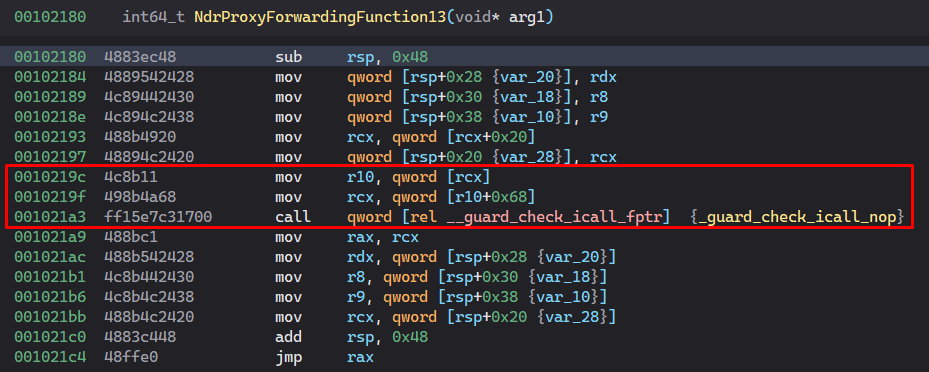 00102180 int64_t NdrProxyForwardingFunction13(void* arg1)
00102180 4883ec48 sub rsp, 0x48
00102184 4889542428 mov qword [rsp+0x28 {var_20}], rdx
00102189 4c89442430 mov qword [rsp+0x30 {var_18}], r8
0010218e 4c894c2438 mov qword [rsp+0x38 {var_10}], r9
00102193 488b4920 mov rcx, qword [rcx+0x20]
00102197 48894c2420 mov qword [rsp+0x20 {var_28}], rcx
0010219c 4c8b11 mov r10, qword [rcx]
0010219f 498b4a68 mov rcx, qword [r10+0x68]
001021a3 ff15e7c31700 call qword [rel __guard_check_icall_fptr] {_guard_check_icall_nop}
001021a9 488bc1 mov rax, rcx
001021ac 488b542428 mov rdx, qword [rsp+0x28 {var_20}]
001021b1 4c8b442430 mov r8, qword [rsp+0x30 {var_18}]
001021b6 4c8b4c2438 mov r9, qword [rsp+0x38 {var_10}]
001021bb 488b4c2420 mov rcx, qword [rsp+0x20 {var_28}]
001021c0 4883c448 add rsp, 0x48
001021c4 48ffe0 jmp rax